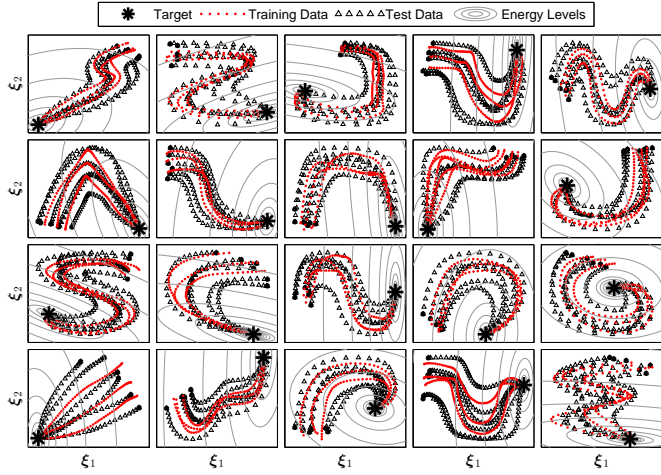 Target Training Data Test Data Energy Levels
ξ2
ξ2
ξ2
ξ2
ξ1 ξ1 ξ1 ξ1 ξ1